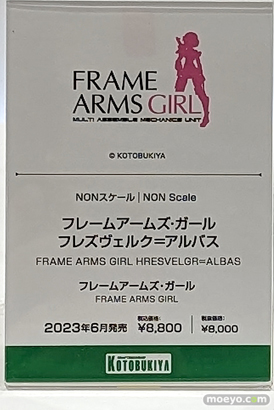 FRAME
ARMS GIRL
MULTI ASSEMBLE MECHANICS UNIT
© KOTOBUKIYA
NONスケール | NON Scale
フレームアームズ・ガール
フレズヴェルク=アルバス
FRAME ARMS GIRL HRESVELGR=ALBAS
フレームアームズ・ガール
FRAME ARMS GIRL
2023年6月発売 税込価格: ¥8,800 税抜価格: ¥8,000
KOTOBUKIYA
moeyo.com